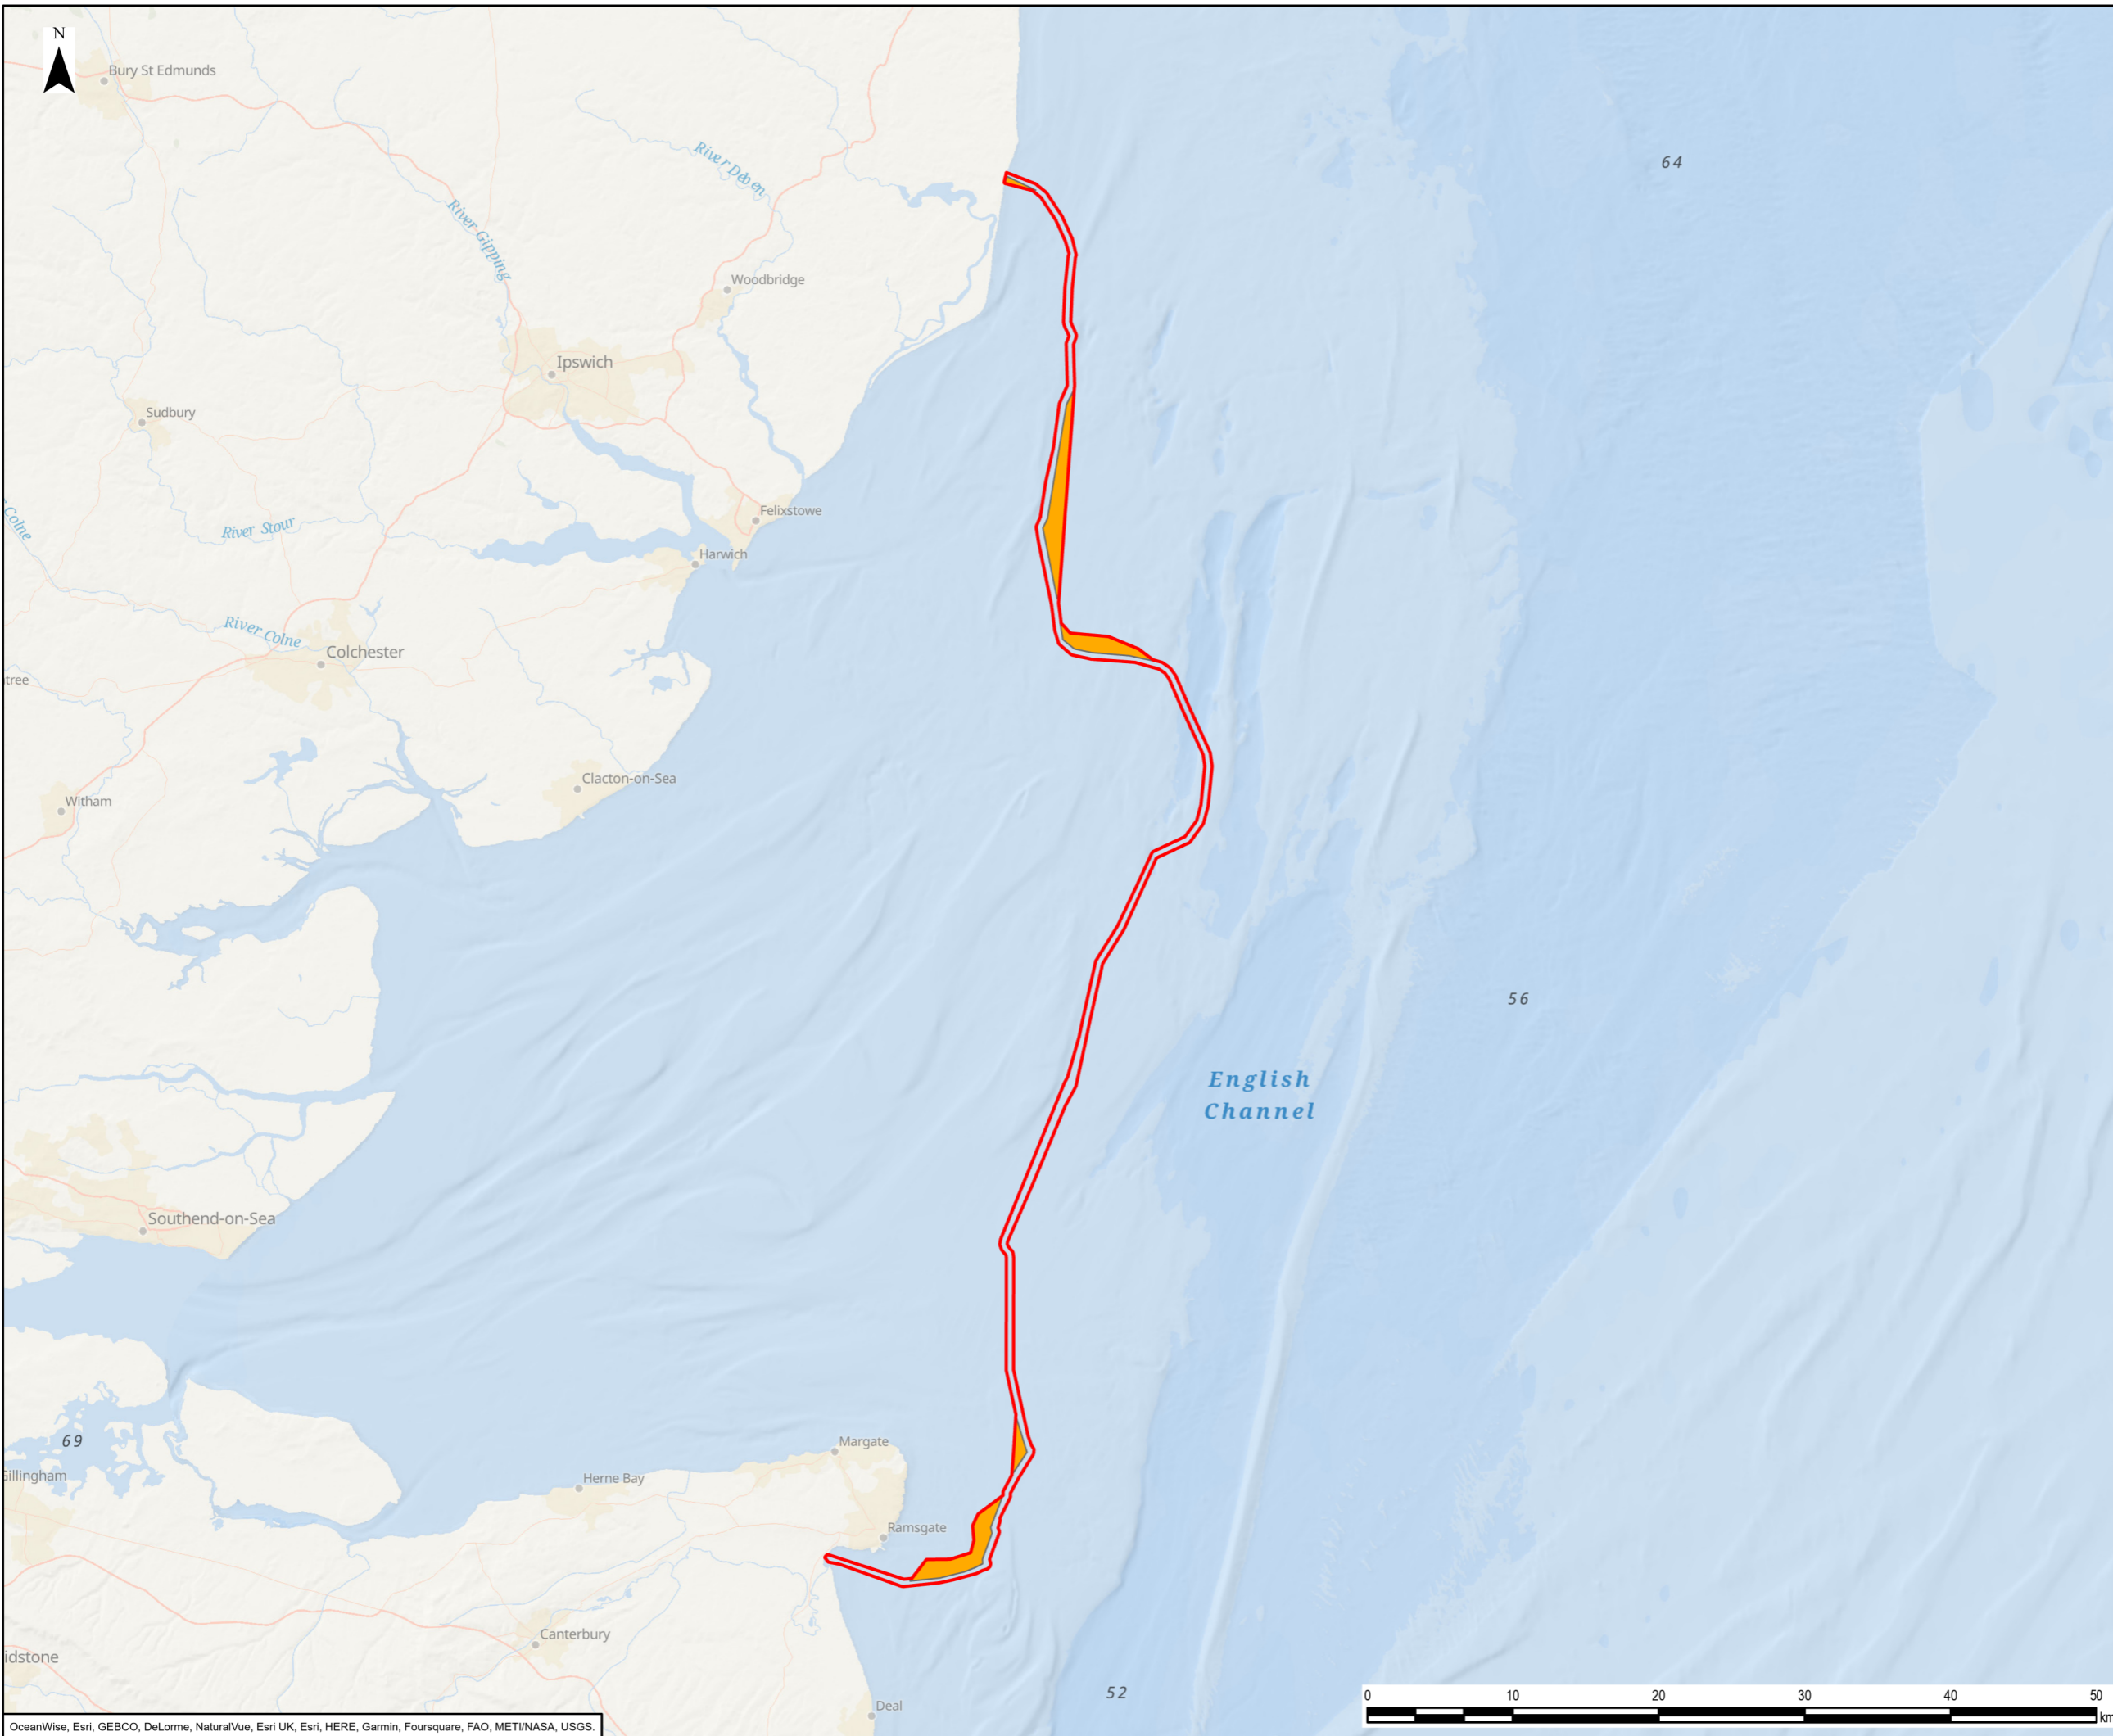 N
Bury St Edmunds
64
River Deben
River Gipping
Woodbridge
Ipswich
Sudbury
Colne
River Stour
Felixstowe
Harwich
River Colne
Colchester
tree
Clacton-on-Sea
Witham
56
English
Channel
Southend-on-Sea
69
Margate
Gillingham
Herne Bay
Ramsgate
Canterbury
idstone
52
Deal
0 10 20 30 40 50
km
OceanWise, Esri, GEBCO, DeLorme, NaturalVue, Esri UK, Esri, HERE, Garmin, Foursquare, FAO, METI/NASA, USGS.